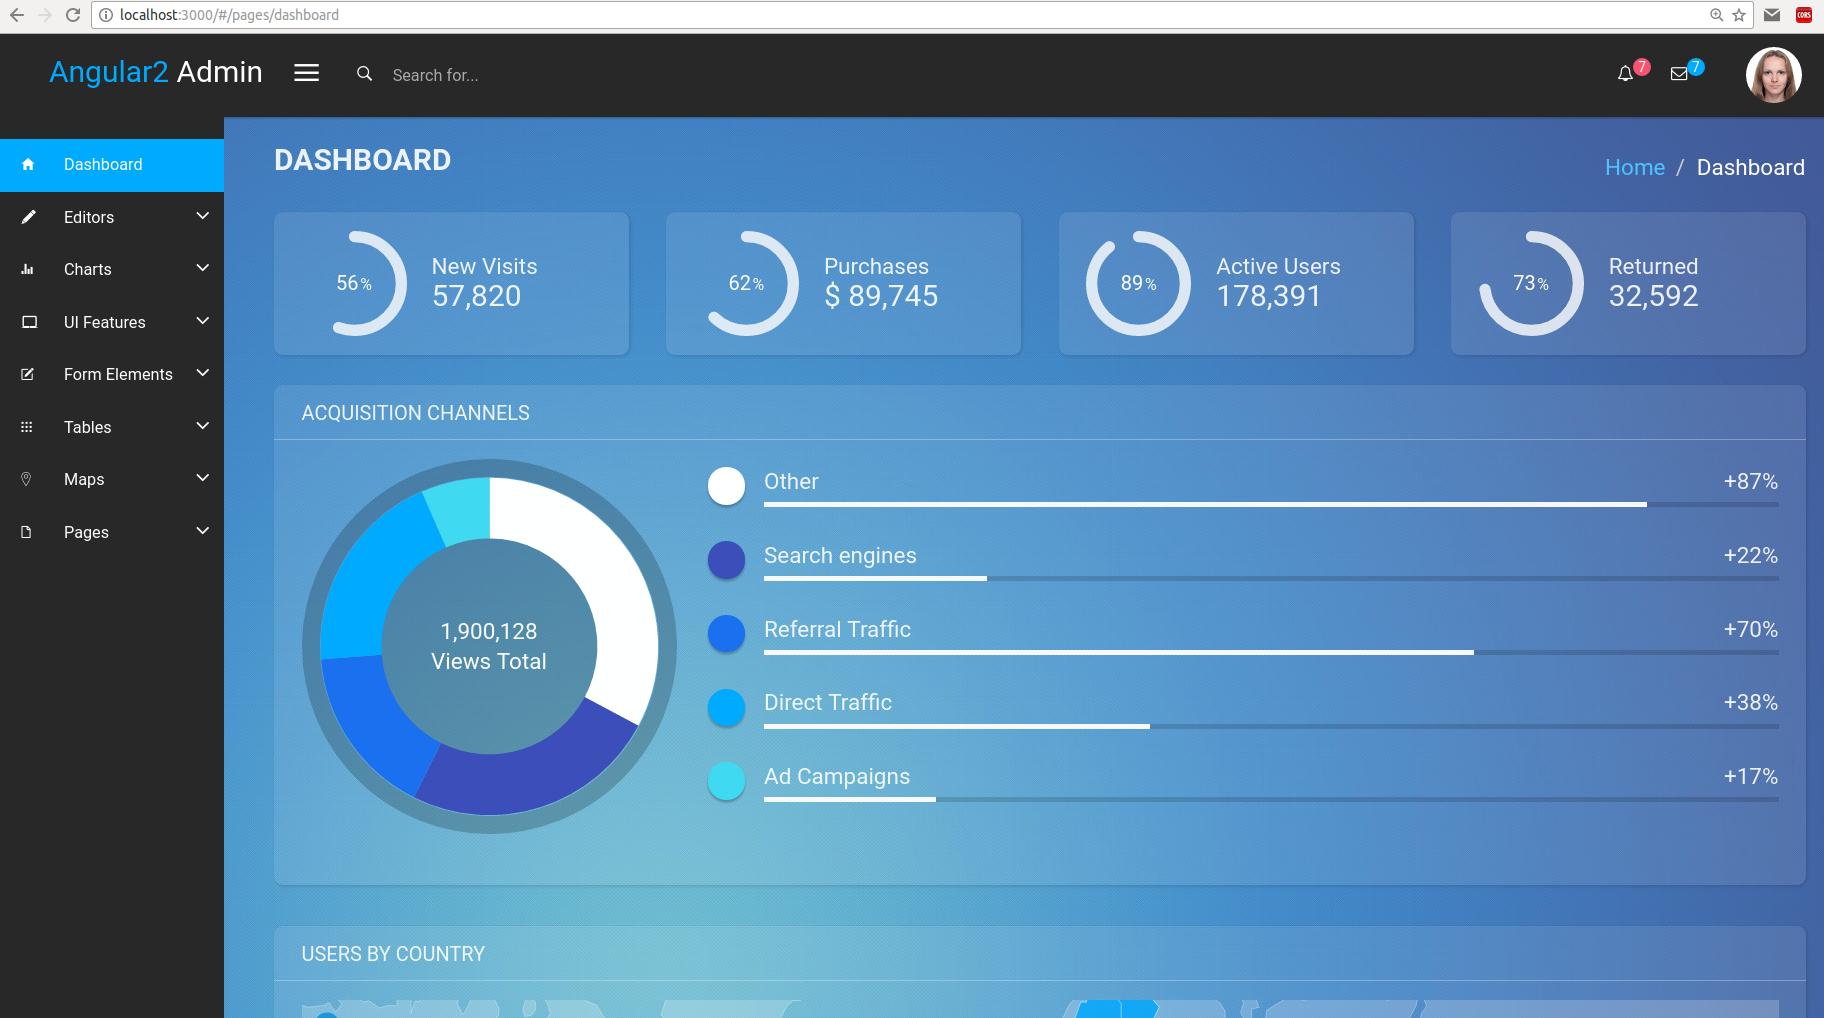 localhost:3000/#/pages/dashboard
CORS
Angular2 Admin
Search for...
7
7
Dashboard
Editors
Charts
UI Features
Form Elements
Tables
Maps
Pages
DASHBOARD
Home / Dashboard
56%
New Visits
57,820
62%
Purchases
$ 89,745
89%
Active Users
178,391
73%
Returned
32,592
ACQUISITION CHANNELS
1,900,128
Views Total
Other +87%
Search engines +22%
Referral Traffic +70%
Direct Traffic +38%
Ad Campaigns +17%
USERS BY COUNTRY